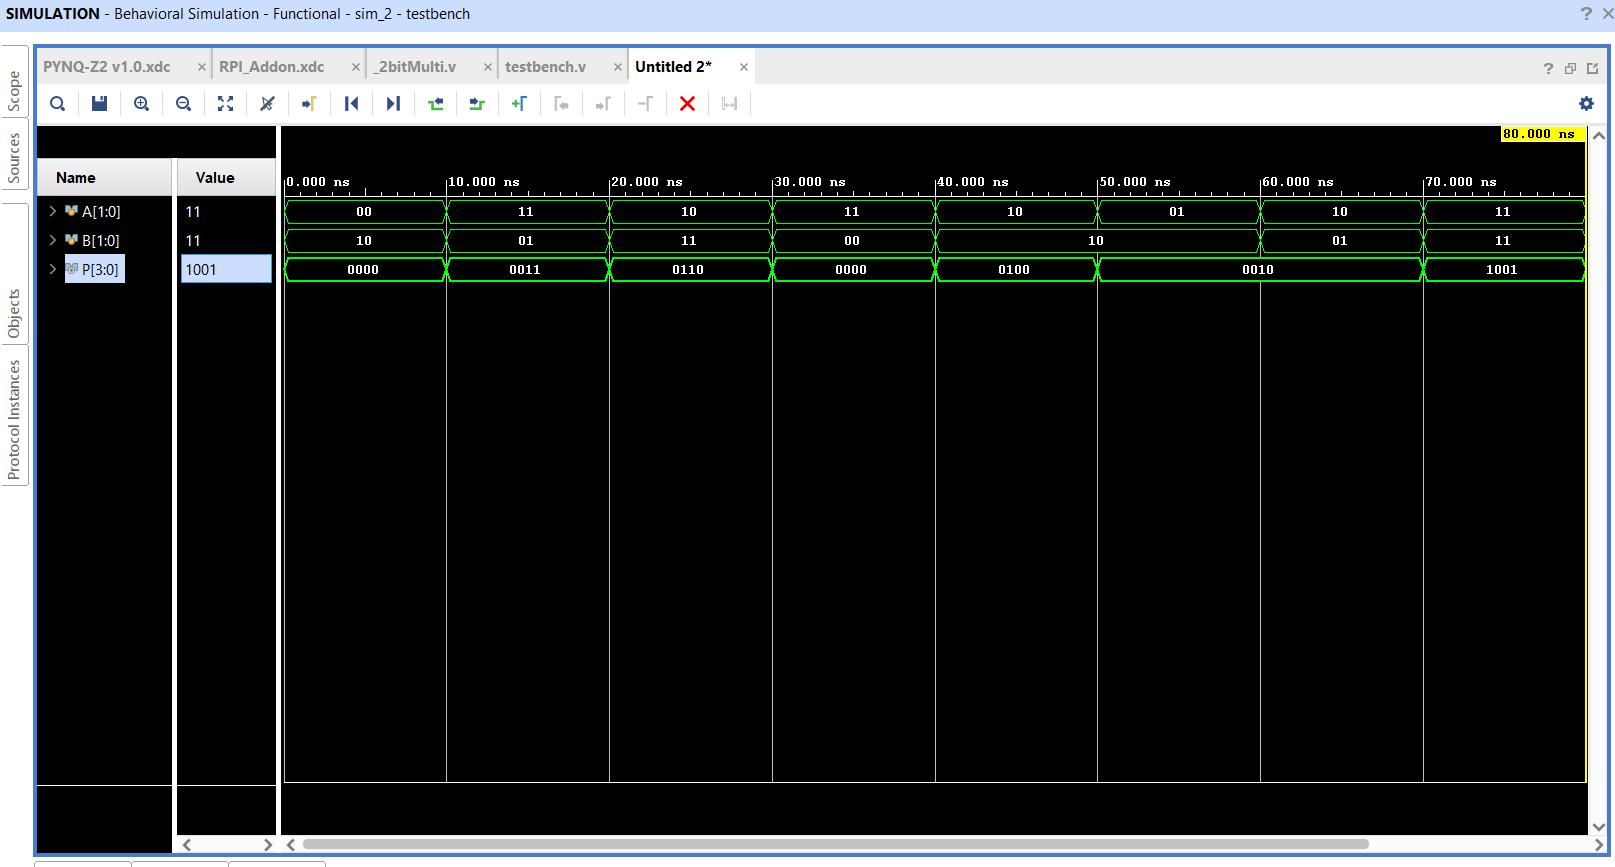 SIMULATION - Behavioral Simulation - Functional - sim_2 - testbench
? ×
PYNQ-Z2 v1.0.xdc × RPI_Addon.xdc × _2bitMulti.v × testbench.v × Untitled 2* ×
?
Scope
Sources
Objects
Protocol Instances
80.000 ns
Name Value
0.000 ns 10.000 ns 20.000 ns 30.000 ns 40.000 ns 50.000 ns 60.000 ns 70.000 ns
A[1:0] 11 00 11 10 11 10 01 10 11
B[1:0] 11 10 01 11 00 10 01 11
P[3:0] 1001 0000 0011 0110 0000 0100 0010 1001